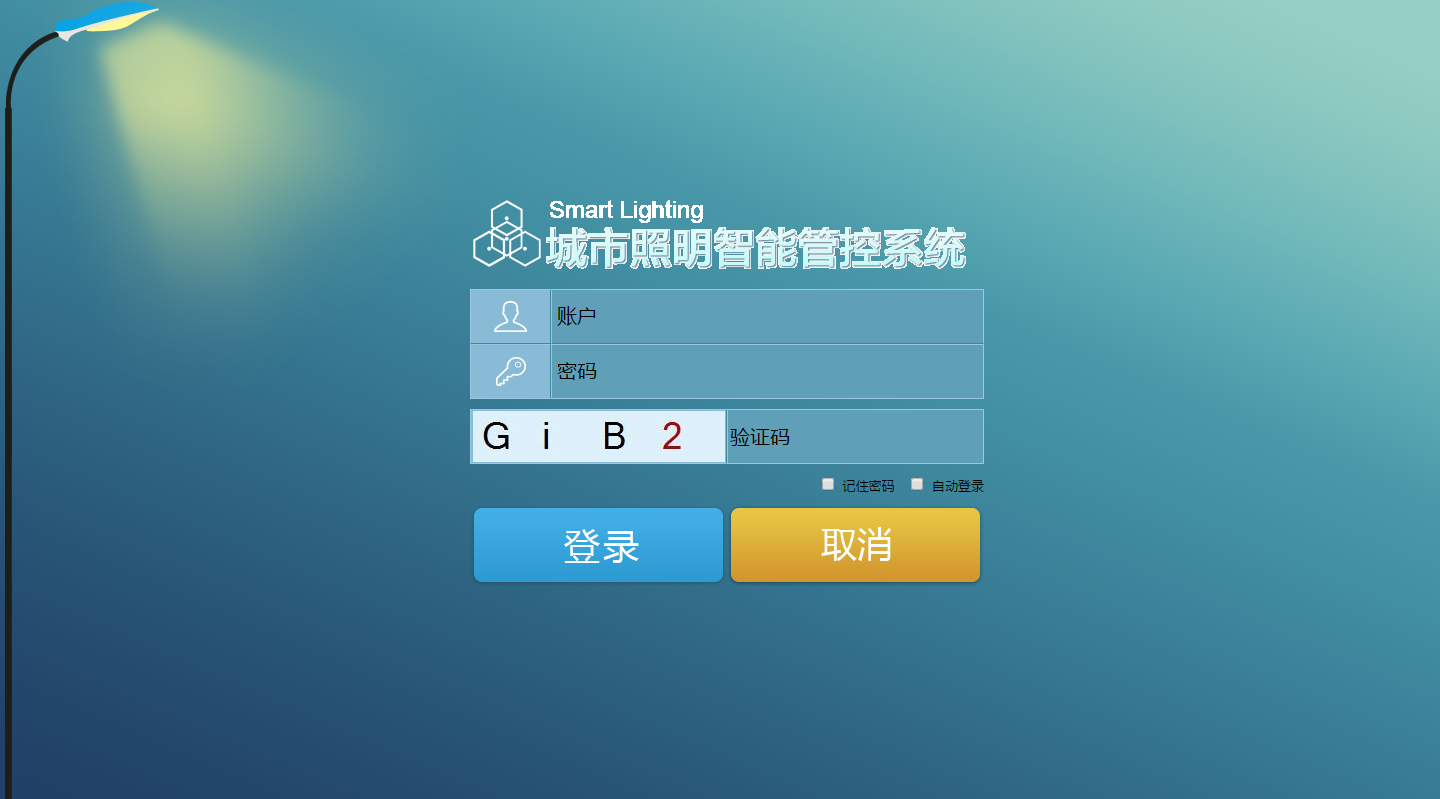 Smart Lighting
城市照明智能管控系统
账户
密码
G i B 2 验证码
记住密码 自动登录
登录 取消